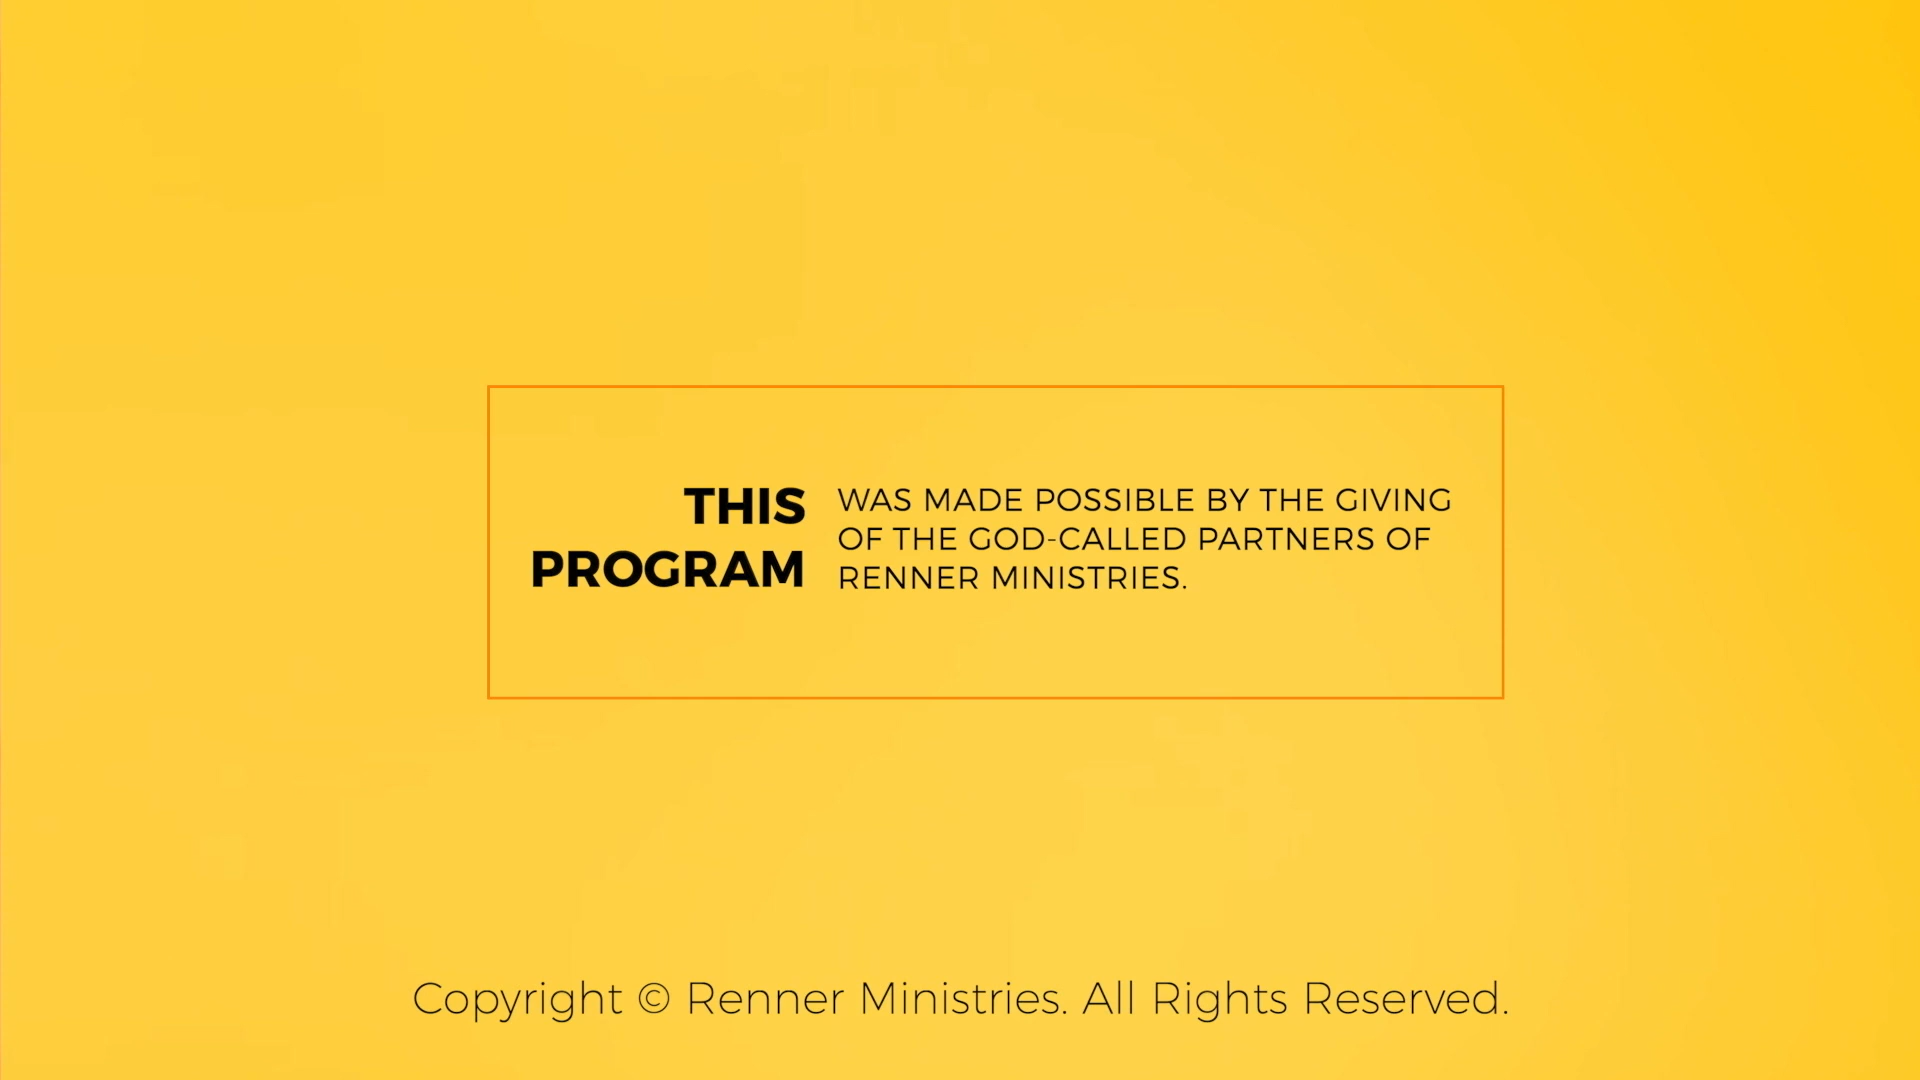 THIS
PROGRAM
WAS MADE POSSIBLE BY THE GIVING
OF THE GOD-CALLED PARTNERS OF
RENNER MINISTRIES.
Copyright © Renner Ministries. All Rights Reserved.